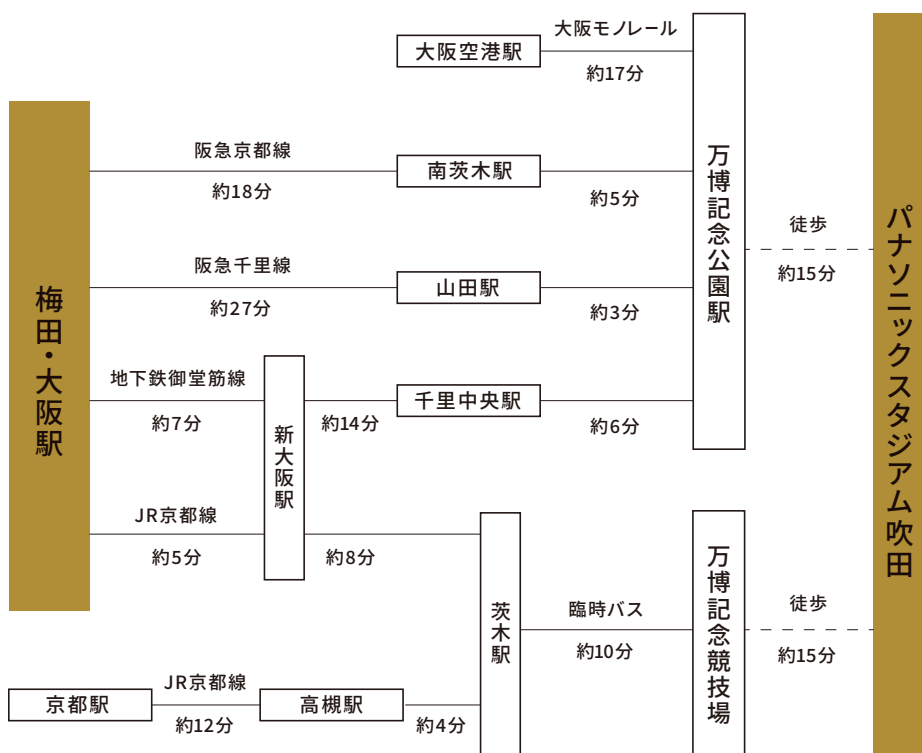 大阪空港駅
大阪モノレール
約17分
梅田・大阪駅
阪急京都線
約18分
南茨木駅
約5分
阪急千里線
約27分
山田駅
約3分
地下鉄御堂筋線
約7分
新大阪駅
約14分
千里中央駅
約6分
万博記念公園駅
徒歩
約15分
パナソニックスタジアム吹田
JR京都線
約5分
約8分
茨木駅
臨時バス
約10分
万博記念競技場
徒歩
約15分
京都駅
JR京都線
約12分
高槻駅
約4分